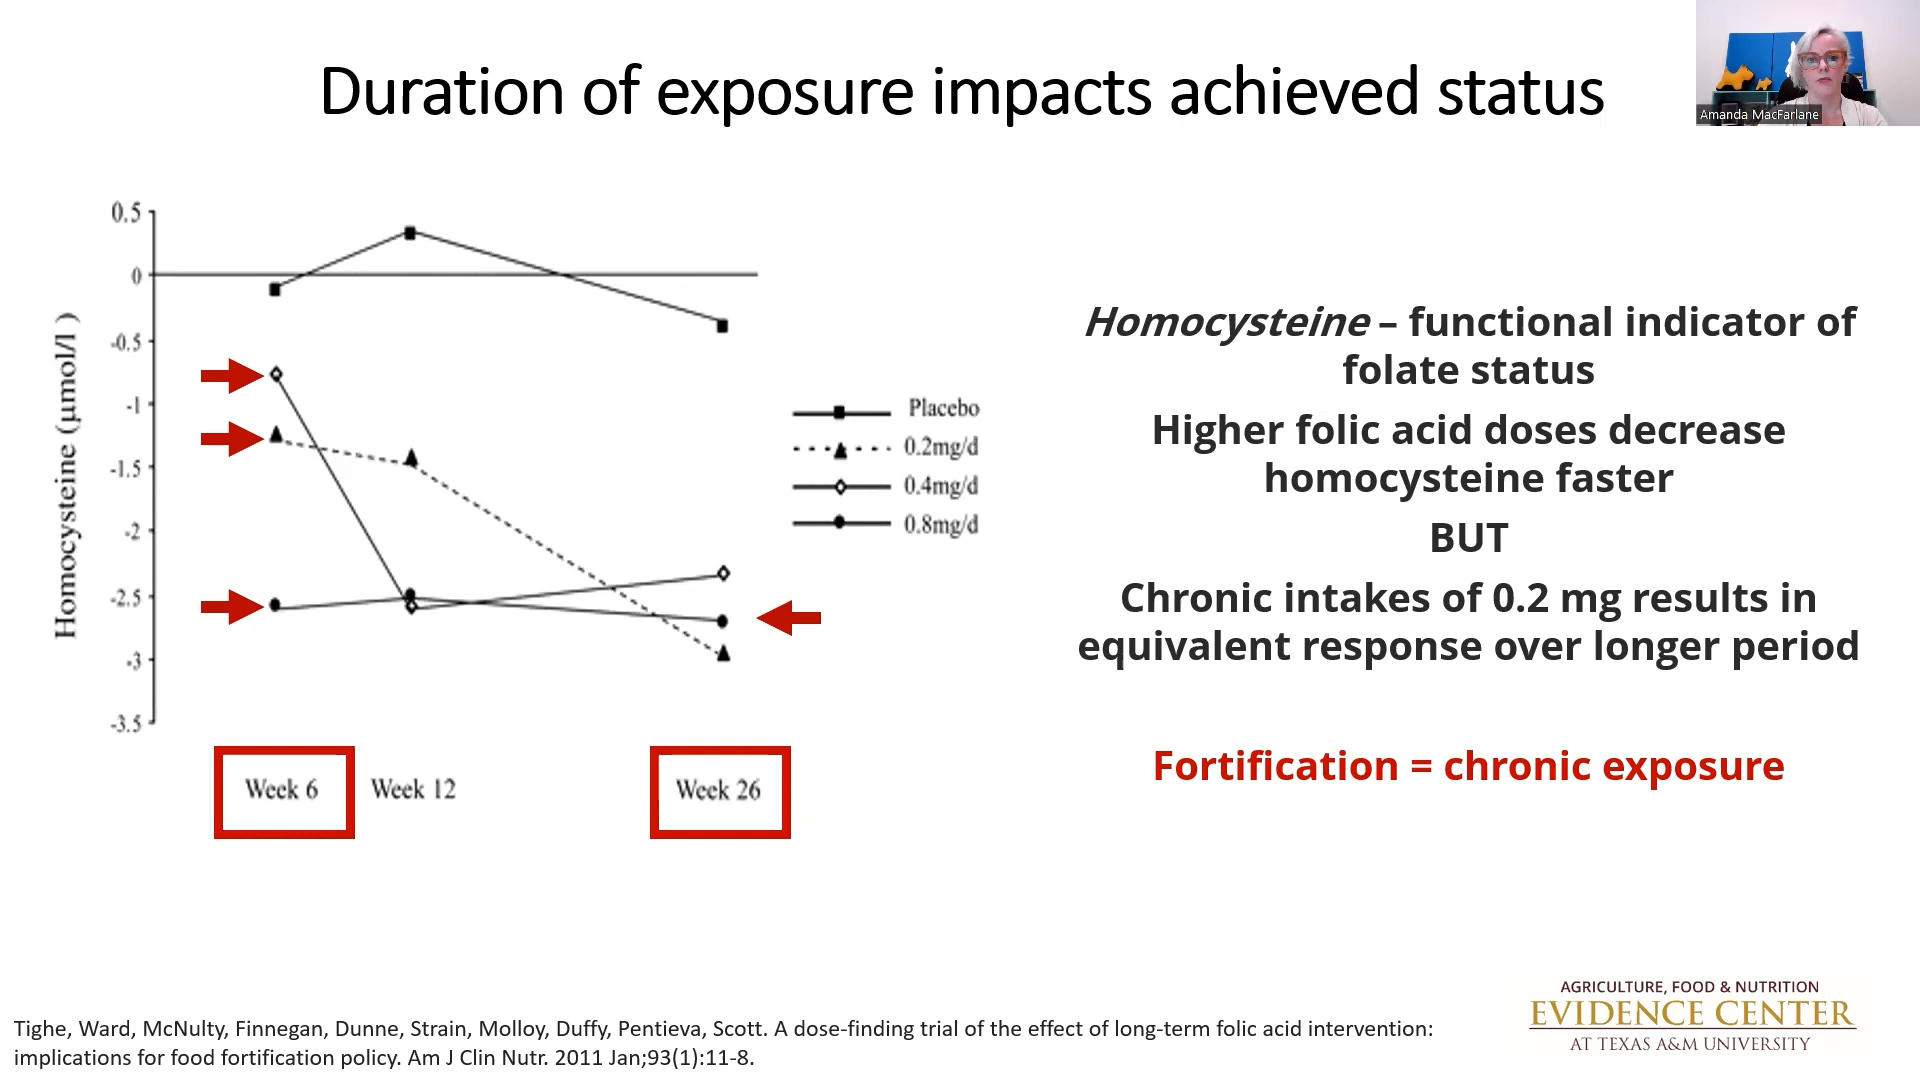 Duration of exposure impacts achieved status
Amanda MacFarlane
0.5
0
-0.5
-1
-1.5
-2
-2.5
-3
-3.5
Homocysteine (µmol/l )
Placebo
0.2mg/d
0.4mg/d
0.8mg/d
Week 6
Week 12
Week 26
Homocysteine – functional indicator of
folate status
Higher folic acid doses decrease
homocysteine faster
BUT
Chronic intakes of 0.2 mg results in
equivalent response over longer period
Fortification = chronic exposure
Tighe, Ward, McNulty, Finnegan, Dunne, Strain, Molloy, Duffy, Pentieva, Scott. A dose-finding trial of the effect of long-term folic acid intervention:
implications for food fortification policy. Am J Clin Nutr. 2011 Jan;93(1):11-8.
AGRICULTURE, FOOD & NUTRITION
EVIDENCE CENTER
AT TEXAS A&M UNIVERSITY